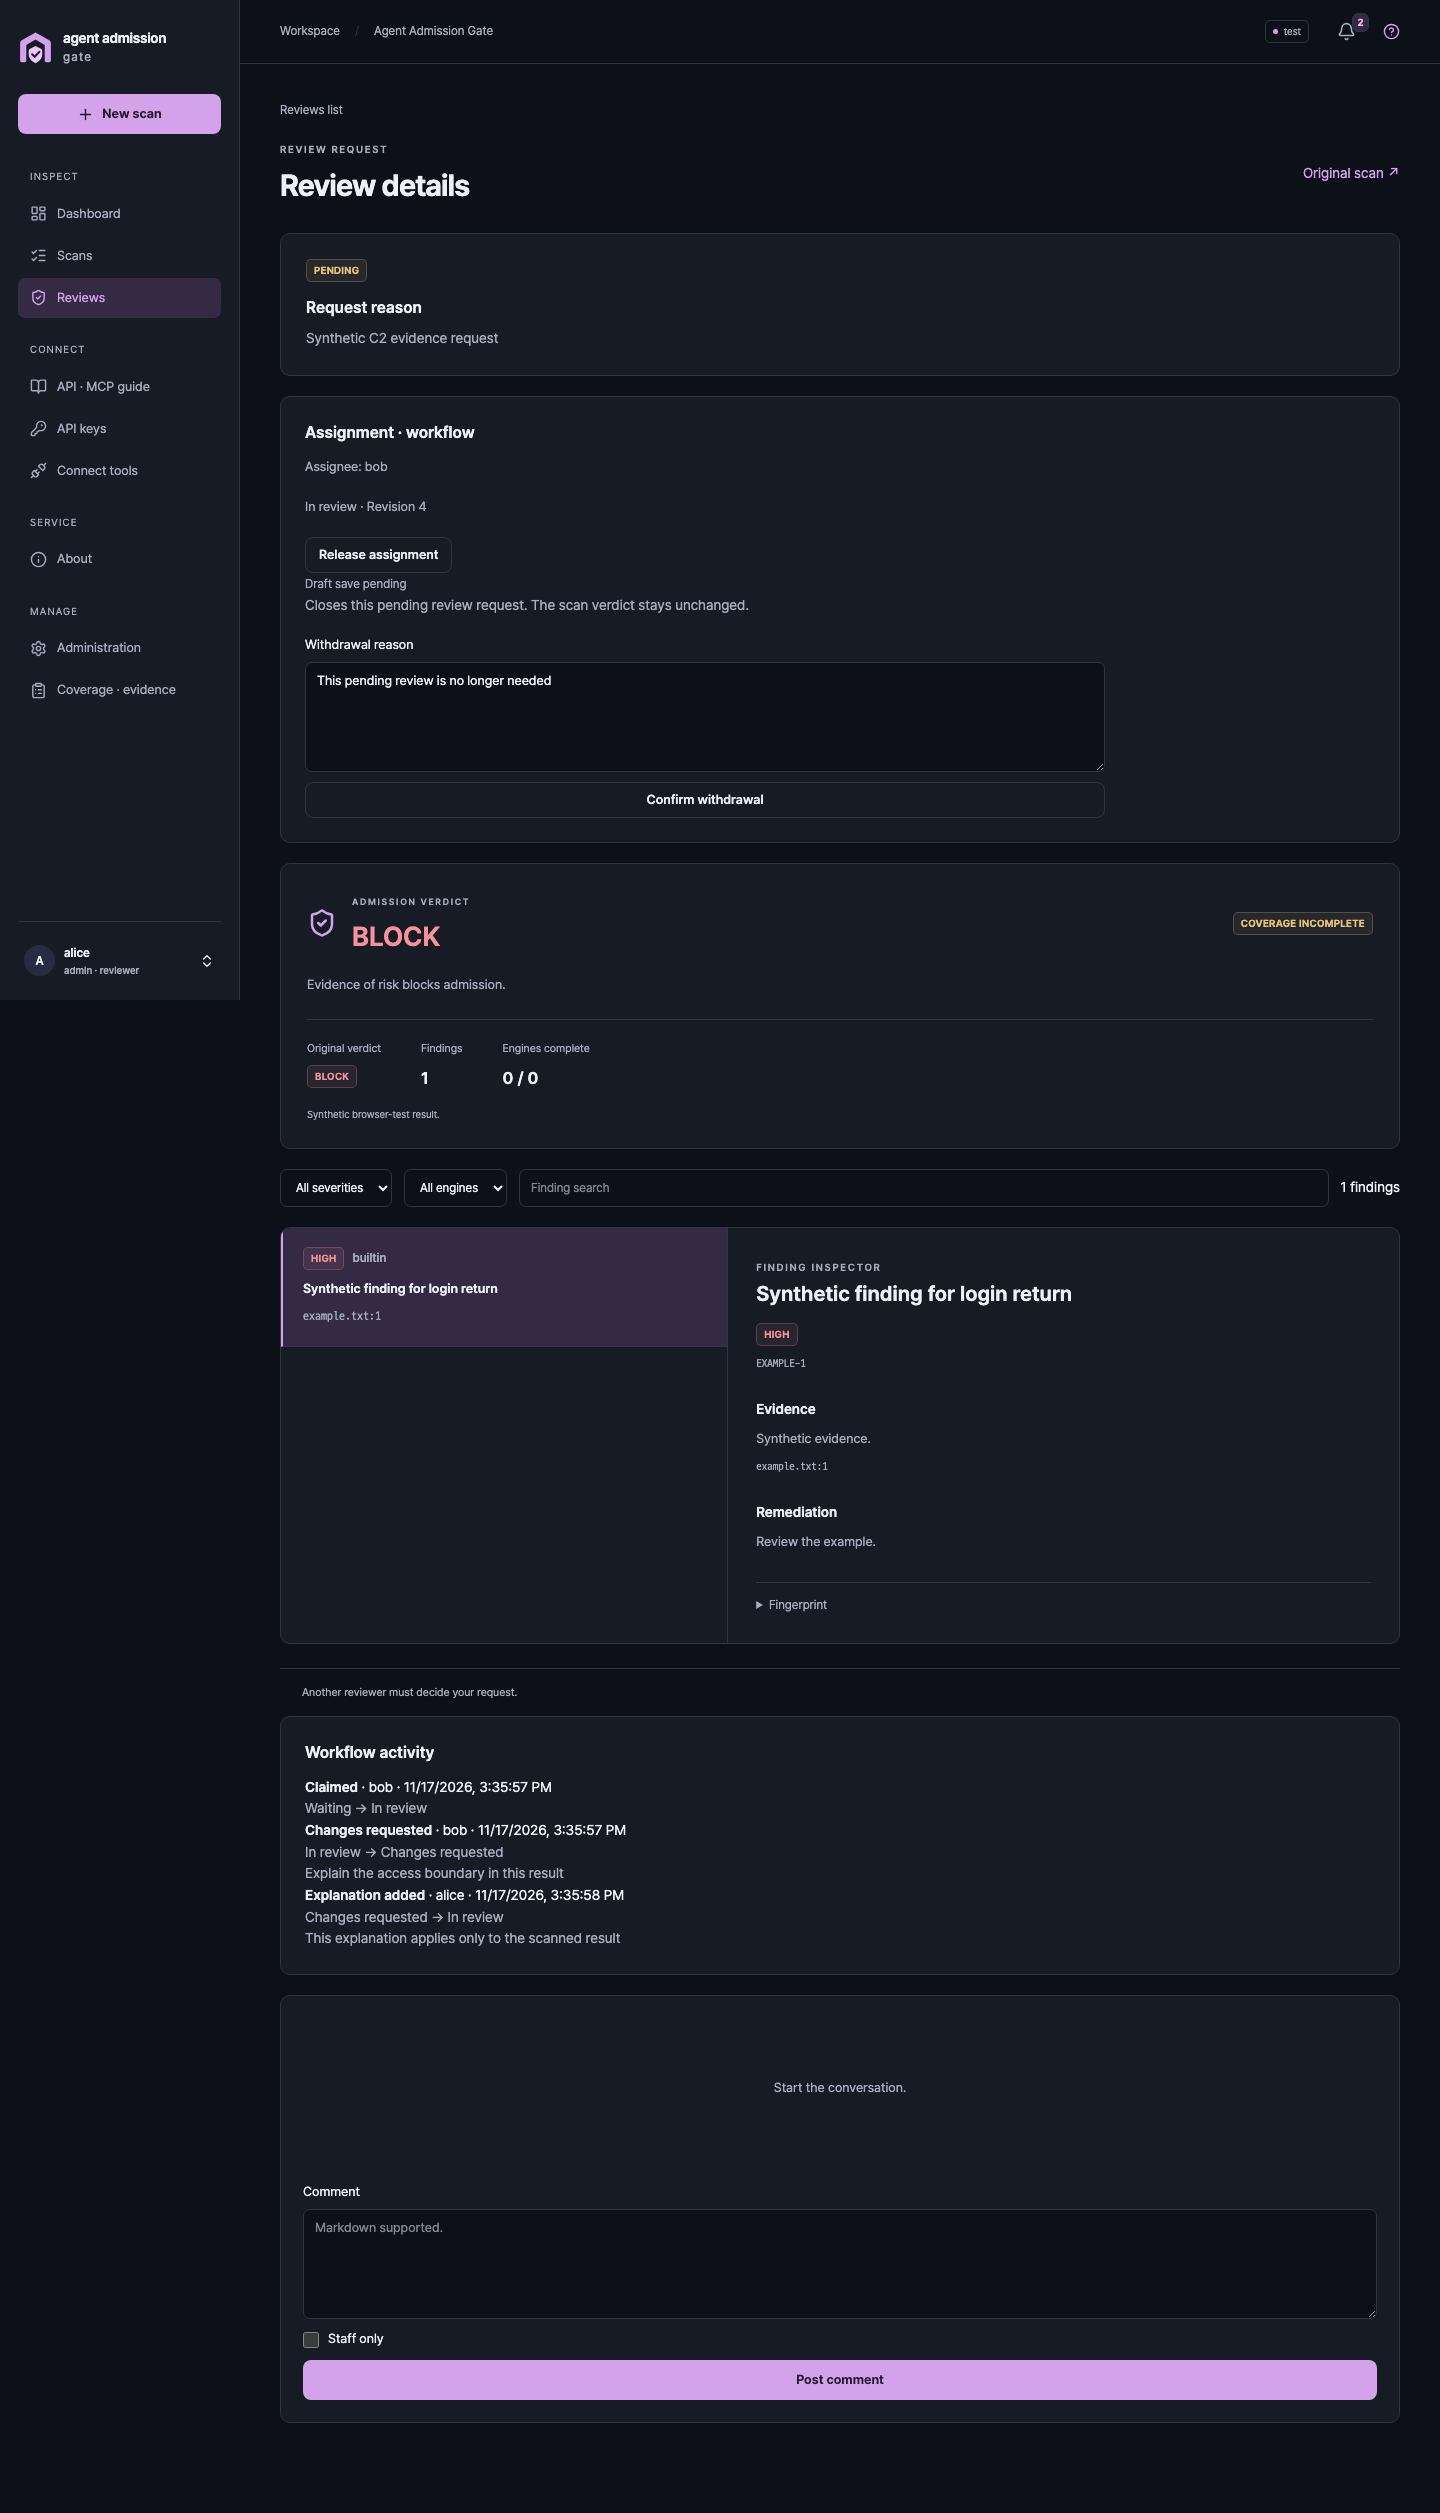 agent admission
gate
New scan
INSPECT
Dashboard
Scans
Reviews
CONNECT
API · MCP guide
API keys
Connect tools
SERVICE
About
MANAGE
Administration
Coverage · evidence
A
alice
admin · reviewer
Workspace / Agent Admission Gate
test
2
Reviews list
REVIEW REQUEST
Review details
Original scan ↗
PENDING
Request reason
Synthetic C2 evidence request
Assignment · workflow
Assignee: bob
In review · Revision 4
Release assignment
Draft save pending
Closes this pending review request. The scan verdict stays unchanged.
Withdrawal reason
This pending review is no longer needed
Confirm withdrawal
ADMISSION VERDICT
BLOCK
COVERAGE INCOMPLETE
Evidence of risk blocks admission.
Original verdict Findings Engines complete
BLOCK 1 0 / 0
Synthetic browser-test result.
All severities All engines Finding search 1 findings
HIGH builtin
Synthetic finding for login return
example.txt:1
FINDING INSPECTOR
Synthetic finding for login return
HIGH
EXAMPLE-1
Evidence
Synthetic evidence.
example.txt:1
Remediation
Review the example.
Fingerprint
Another reviewer must decide your request.
Workflow activity
Claimed · bob · 11/17/2026, 3:35:57 PM
Waiting → In review
Changes requested · bob · 11/17/2026, 3:35:57 PM
In review → Changes requested
Explain the access boundary in this result
Explanation added · alice · 11/17/2026, 3:35:58 PM
Changes requested → In review
This explanation applies only to the scanned result
Start the conversation.
Comment
Markdown supported.
Staff only
Post comment